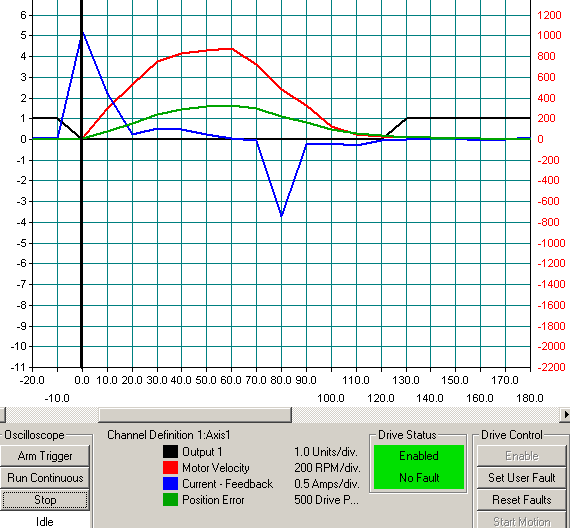 6 1200
5 1000
4 800
3 600
2 400
1 200
0 0
-1 -200
-2 -400
-3 -600
-4 -800
-5 -1000
-6 -1200
-7 -1400
-8 -1600
-9 -1800
-10 -2000
-11 -2200
-20.0 0.0 10.0 20.0 30.0 40.0 50.0 60.0 70.0 80.0 90.0 110.0 130.0 150.0 170.0
-10.0 100.0 120.0 140.0 160.0 180.0
Oscilloscope
Arm Trigger
Run Continuous
Stop
Idle
Channel Definition 1:Axis1
Output 1 1.0 Units/div.
Motor Velocity 200 RPM/div.
Current - Feedback 0.5 Amps/div.
Position Error 500 Drive P...
Drive Status
Enabled
No Fault
Drive Control
Enable
Set User Fault
Reset Faults
Start Motion